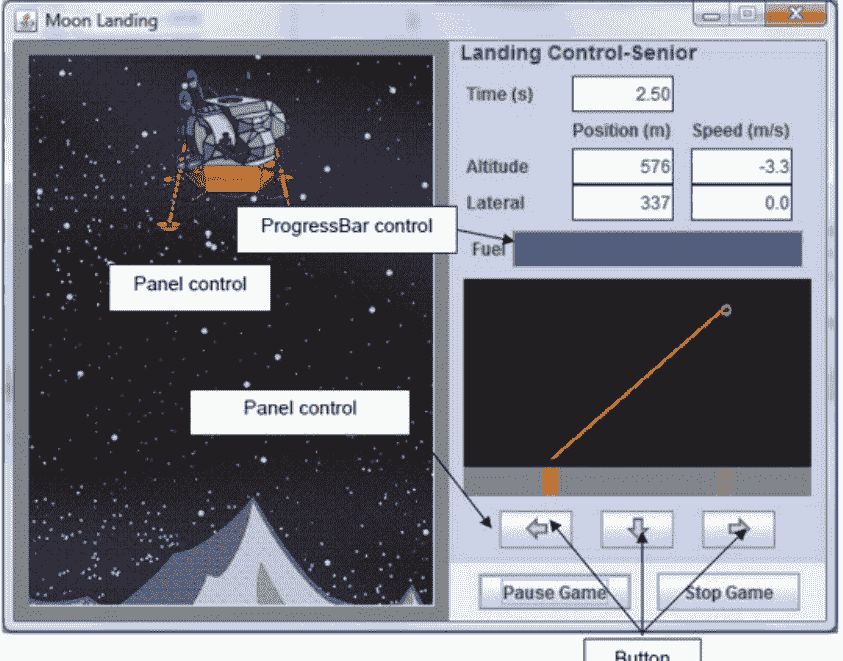 Moon Landing
Landing Control-Senior
Time (s) 2.50
Position (m) Speed (m/s)
Altitude 576 -3.3
Lateral 337 0.0
ProgressBar control
Fuel
Panel control
Panel control
Pause Game Stop Game
Button